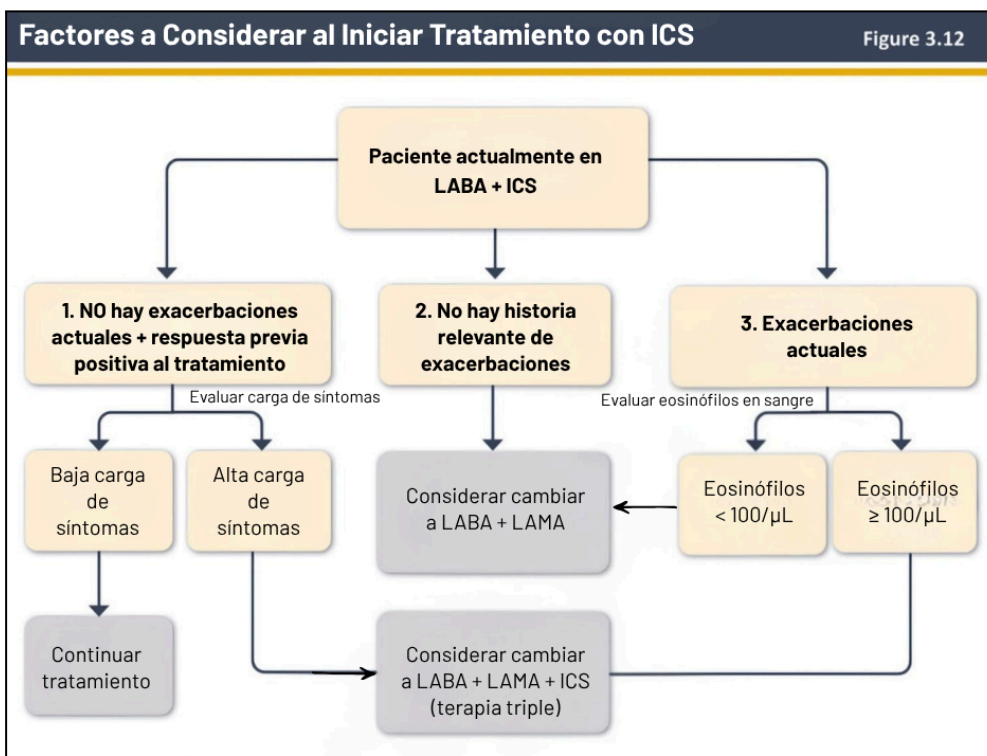 Factores a Considerar al Iniciar Tratamiento con ICS
Figure 3.12
Paciente actualmente en
LABA + ICS
1. NO hay exacerbaciones
actuales + respuesta previa
positiva al tratamiento
2. No hay historia
relevante de
exacerbaciones
3. Exacerbaciones
actuales
Evaluar carga de síntomas
Evaluar eosinófilos en sangre
Baja carga
de
síntomas
Alta carga
de
síntomas
Considerar cambiar
a LABA + LAMA
Eosinófilos
< 100/µL
Eosinófilos
≥ 100/µL
Continuar
tratamiento
Considerar cambiar
a LABA + LAMA + ICS
(terapia triple)